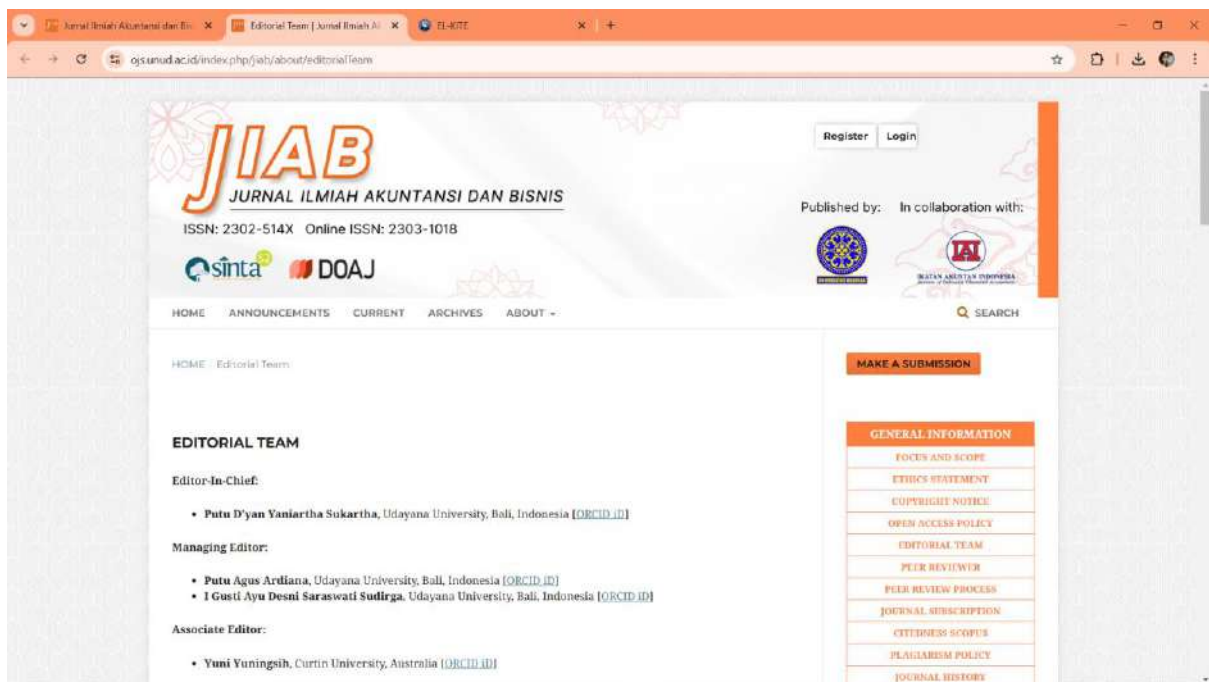 Jurnal Ilmiah Akuntansi dan Bis
Editorial Team | Jurnal Ilmiah Al
EL-KITE
ojs.unud.ac.id/index.php/jiab/about/editorialTeam
JIAB
JURNAL ILMIAH AKUNTANSI DAN BISNIS
ISSN: 2302-514X Online ISSN: 2303-1018
sinta
DOAJ
Register Login
Published by: In collaboration with:
IAI
IKATAN AKUNTAN INDONESIA
HOME ANNOUNCEMENTS CURRENT ARCHIVES ABOUT
SEARCH
HOME Editorial Team
EDITORIAL TEAM
Editor-In-Chief:
• Putu D'yan Yaniartha Sukartha, Udayana University, Bali, Indonesia [ORCID iD]
Managing Editor:
• Putu Agus Ardiana, Udayana University, Bali, Indonesia [ORCID iD]
• I Gusti Ayu Desni Saraswati Sudirga, Udayana University, Bali, Indonesia [ORCID iD]
Associate Editor:
• Yuni Yuningsih, Curtin University, Australia [ORCID iD]
MAKE A SUBMISSION
GENERAL INFORMATION
FOCUS AND SCOPE
ETHICS STATEMENT
COPYRIGHT NOTICE
OPEN ACCESS POLICY
EDITORIAL TEAM
PEER REVIEWER
PEER REVIEW PROCESS
JOURNAL SUBSCRIPTION
CITEDNESS SCOPUS
PLAGIARISM POLICY
JOURNAL HISTORY